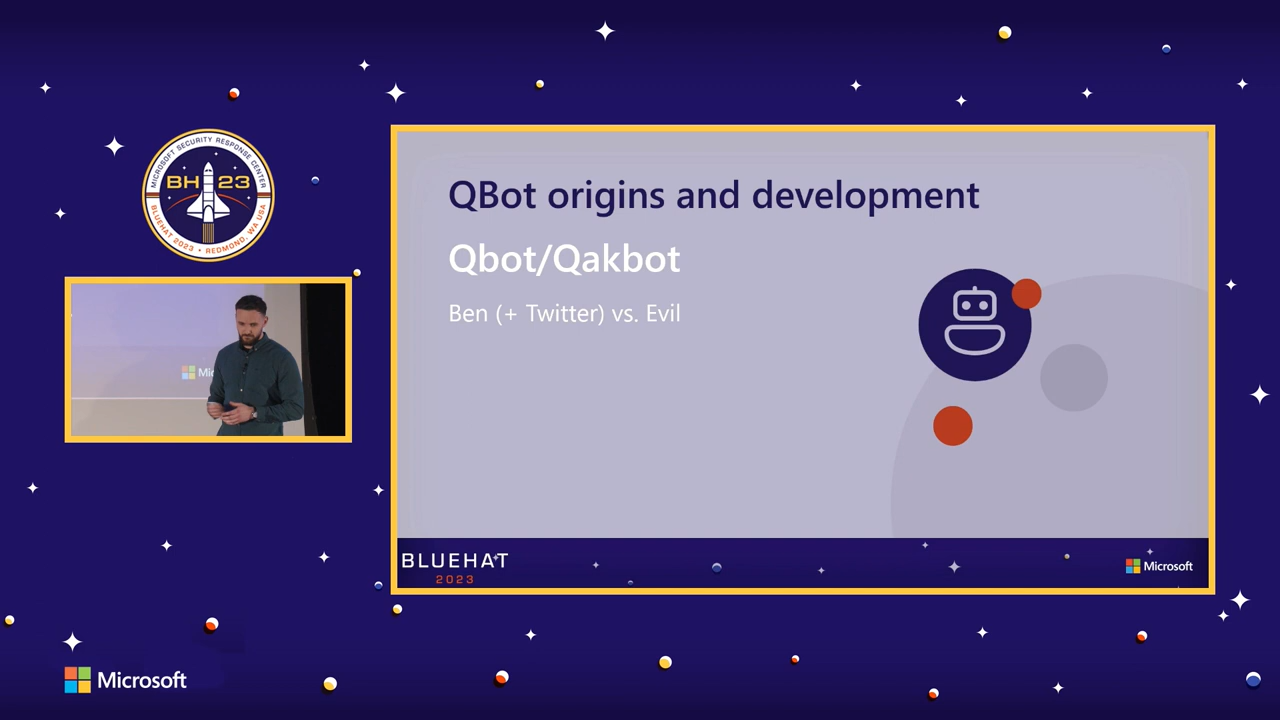 MICROSOFT SECURITY RESPONSE CENTER
BH 23
BLUEHAT 2023 • REDMOND, WA USA
QBot origins and development
Qbot/Qakbot
Ben (+ Twitter) vs. Evil
Mic
BLUEHAT
2023
Microsoft
Microsoft